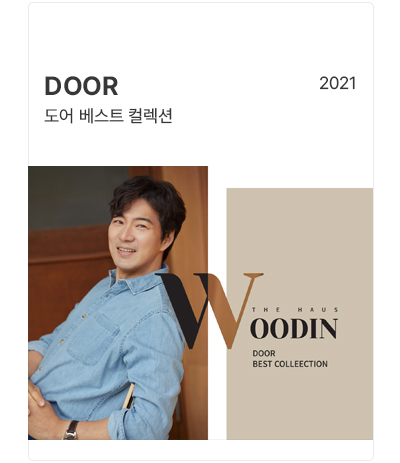 DOOR
2021
도어 베스트 컬렉션
THE HAUS
WOODIN
DOOR
BEST COLLEECTION